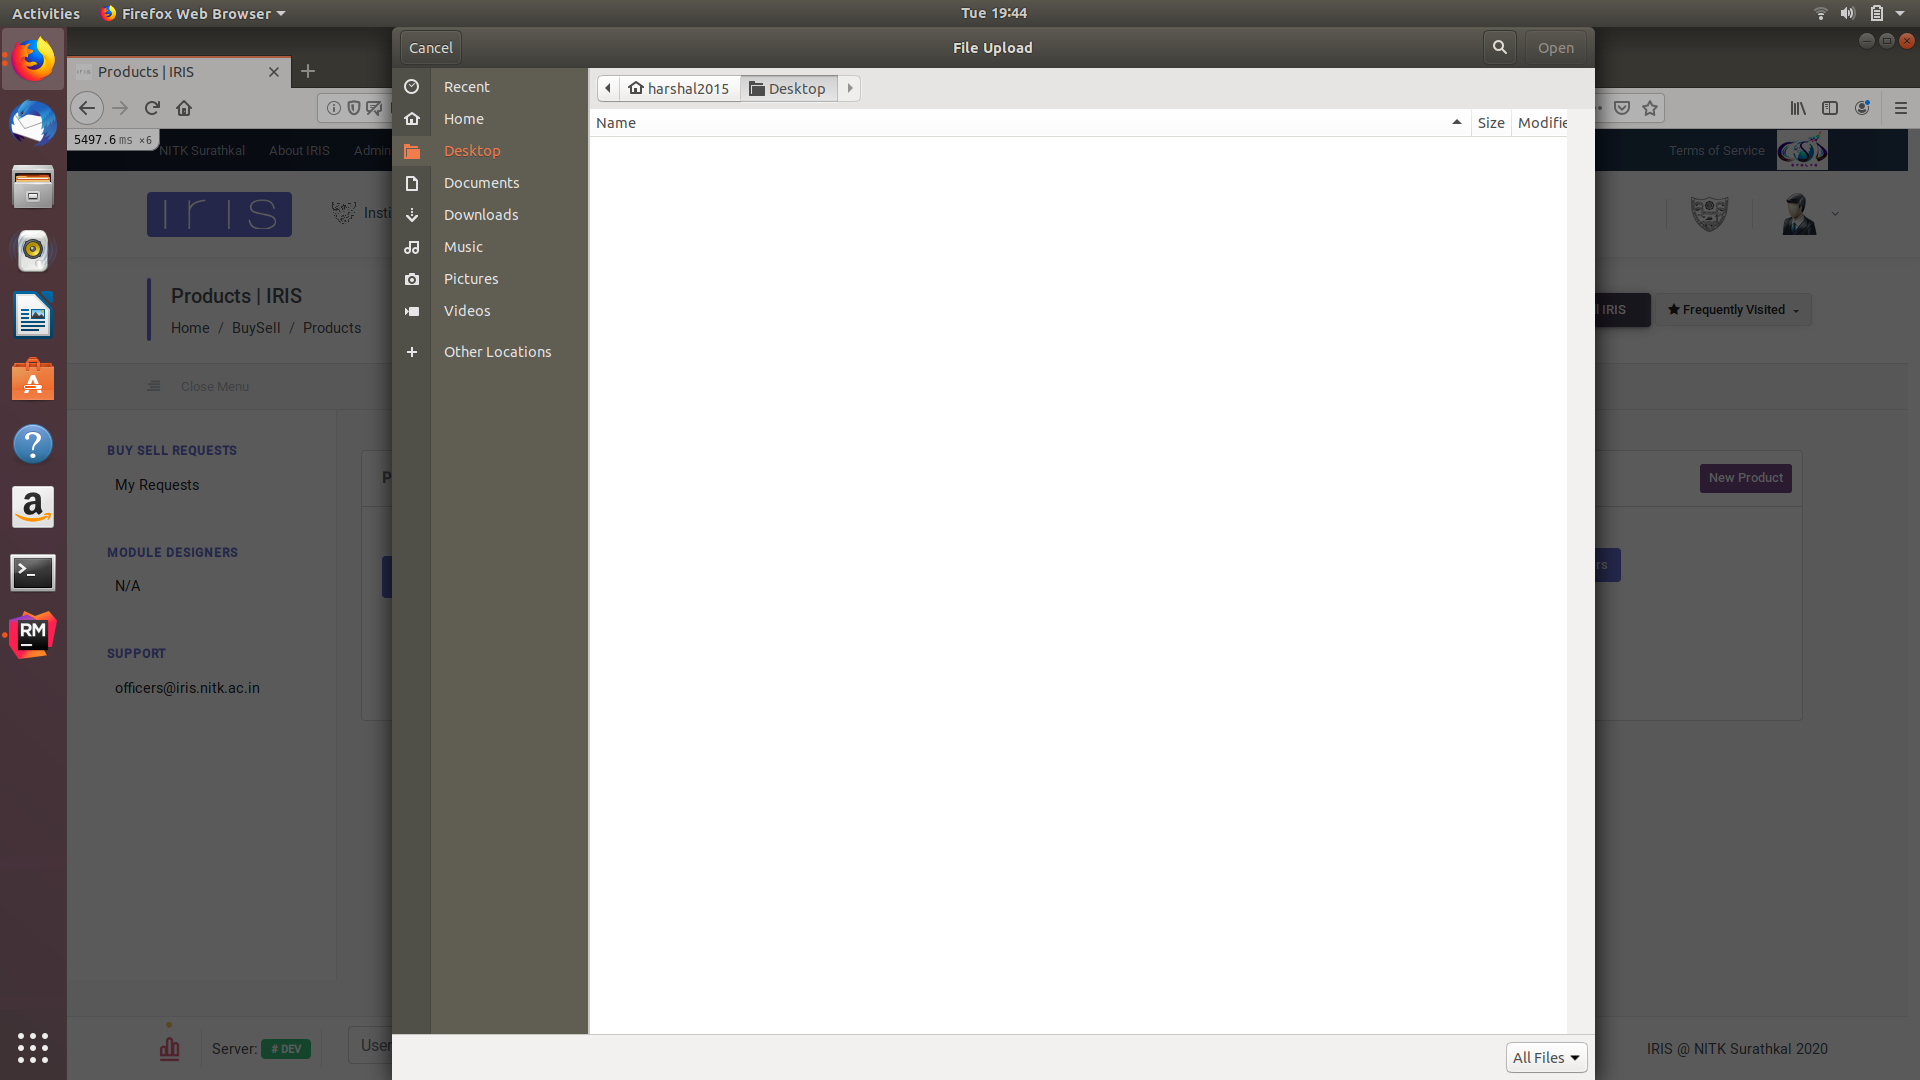 Activities
Firefox Web Browser
Tue 19:44
Cancel
File Upload
Open
Products | IRIS
Recent
Home
Desktop
Documents
Downloads
Music
Pictures
Videos
Other Locations
harshal2015
Desktop
Name
Size
Modifie
5497.6 ms ×6
NITK Surathkal
About IRIS
Admin
Terms of Service
iris
Insti
Products | IRIS
Home / BuySell / Products
IRIS
Frequently Visited
Close Menu
BUY SELL REQUESTS
My Requests
MODULE DESIGNERS
N/A
SUPPORT
officers@iris.nitk.ac.in
P
New Product
rs
RM
Server: # DEV
User
All Files
IRIS @ NITK Surathkal 2020